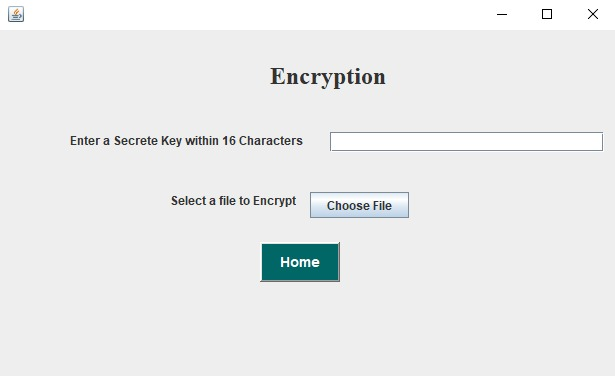 Encryption
Enter a Secrete Key within 16 Characters
Select a file to Encrypt Choose File
Home